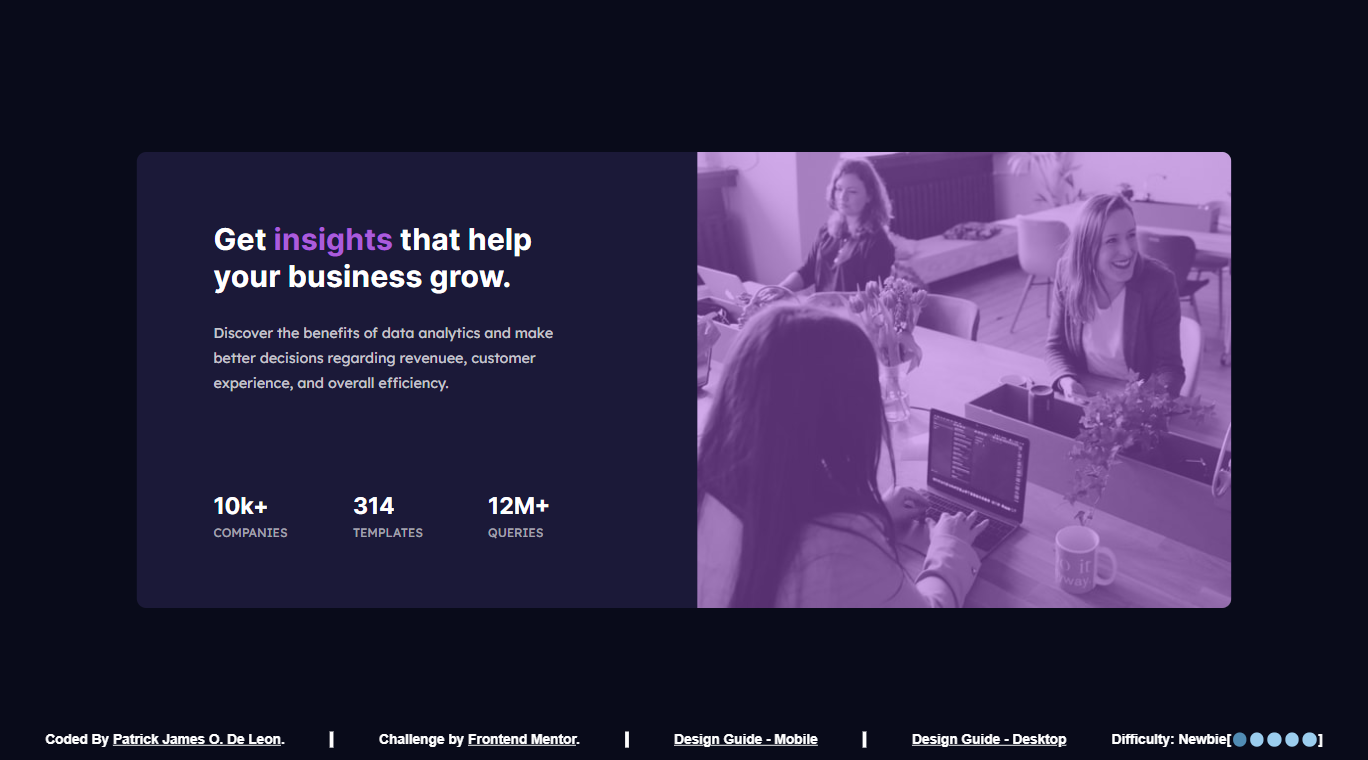 Get insights that help
your business grow.
Discover the benefits of data analytics and make
better decisions regarding revenuee, customer
experience, and overall efficiency.
10k+ 314 12M+
COMPANIES TEMPLATES QUERIES
Coded By Patrick James O. De Leon. | Challenge by Frontend Mentor. | Design Guide - Mobile | Design Guide - Desktop Difficulty: Newbie[]